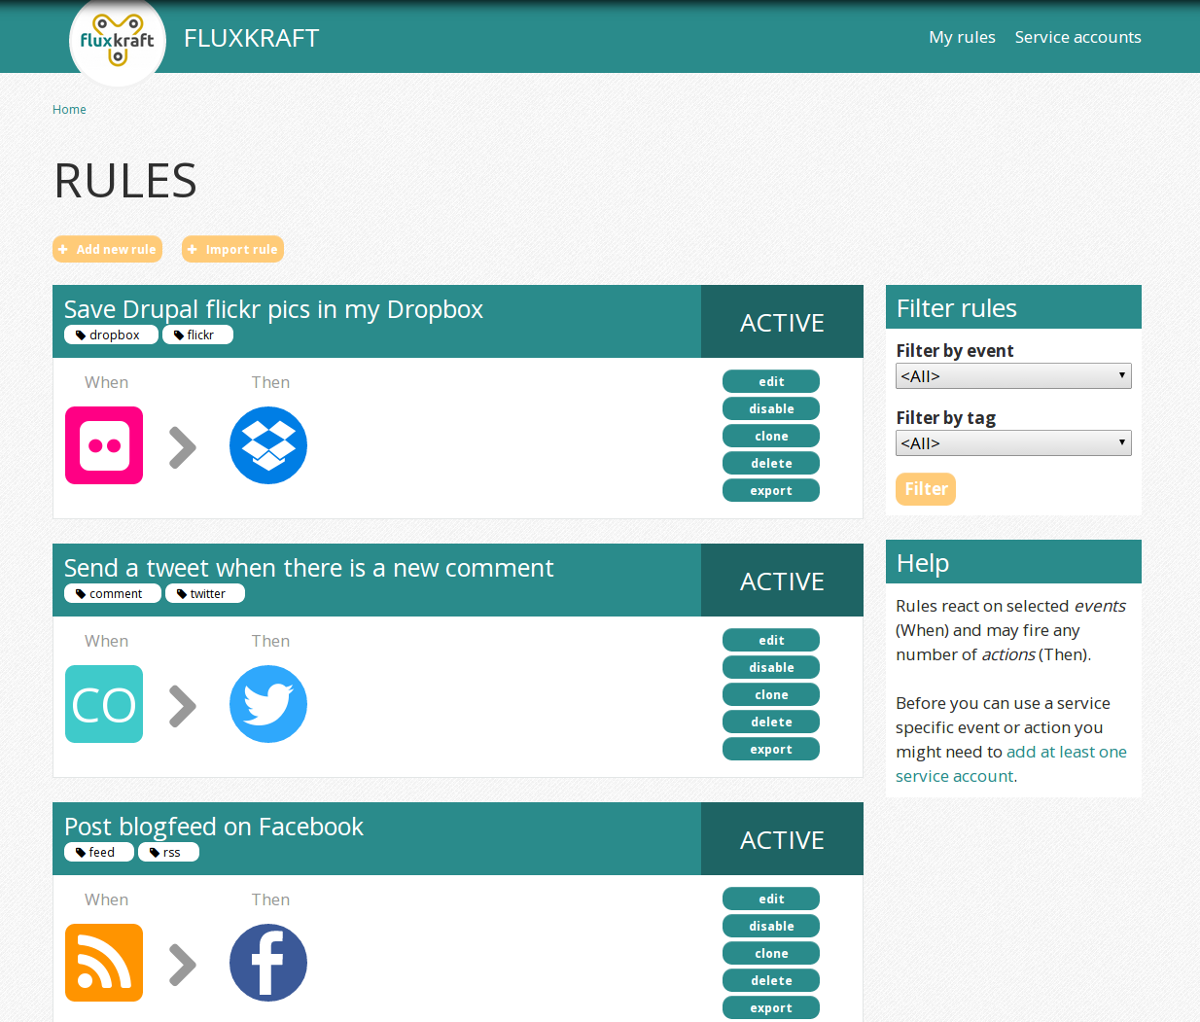 fluxkraft
FLUXKRAFT
My rules
Service accounts
Home
RULES
+ Add new rule
+ Import rule
Save Drupal flickr pics in my Dropbox
dropbox
flickr
ACTIVE
When
Then
edit
disable
clone
delete
export
Send a tweet when there is a new comment
comment
twitter
ACTIVE
When
Then
CO
edit
disable
clone
delete
export
Post blogfeed on Facebook
feed
rss
ACTIVE
When
Then
f
edit
disable
clone
delete
export
Filter rules
Filter by event
<All>
Filter by tag
<All>
Filter
Help
Rules react on selected events
(When) and may fire any
number of actions (Then).
Before you can use a service
specific event or action you
might need to add at least one
service account.